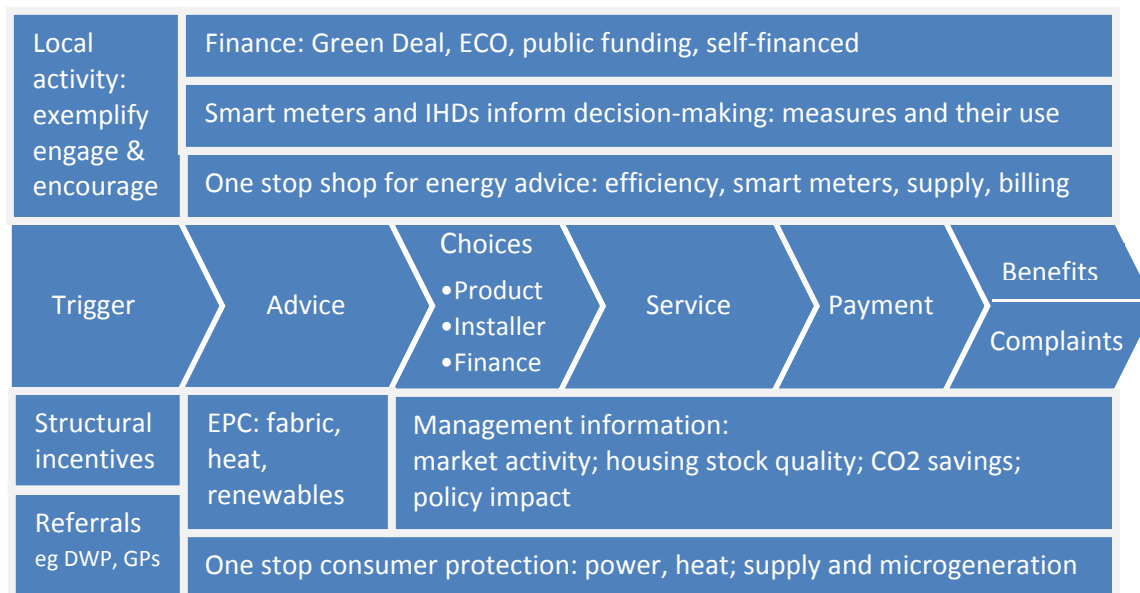 Local
activity:
exemplify
engage &
encourage
Finance: Green Deal, ECO, public funding, self-financed
Smart meters and IHDs inform decision-making: measures and their use
One stop shop for energy advice: efficiency, smart meters, supply, billing
Trigger
Advice
Choices
•Product
•Installer
•Finance
Service
Payment
Benefits
Complaints
Structural
incentives
Referrals
eg DWP, GPs
EPC: fabric,
heat,
renewables
Management information:
market activity; housing stock quality; CO2 savings;
policy impact
One stop consumer protection: power, heat; supply and microgeneration